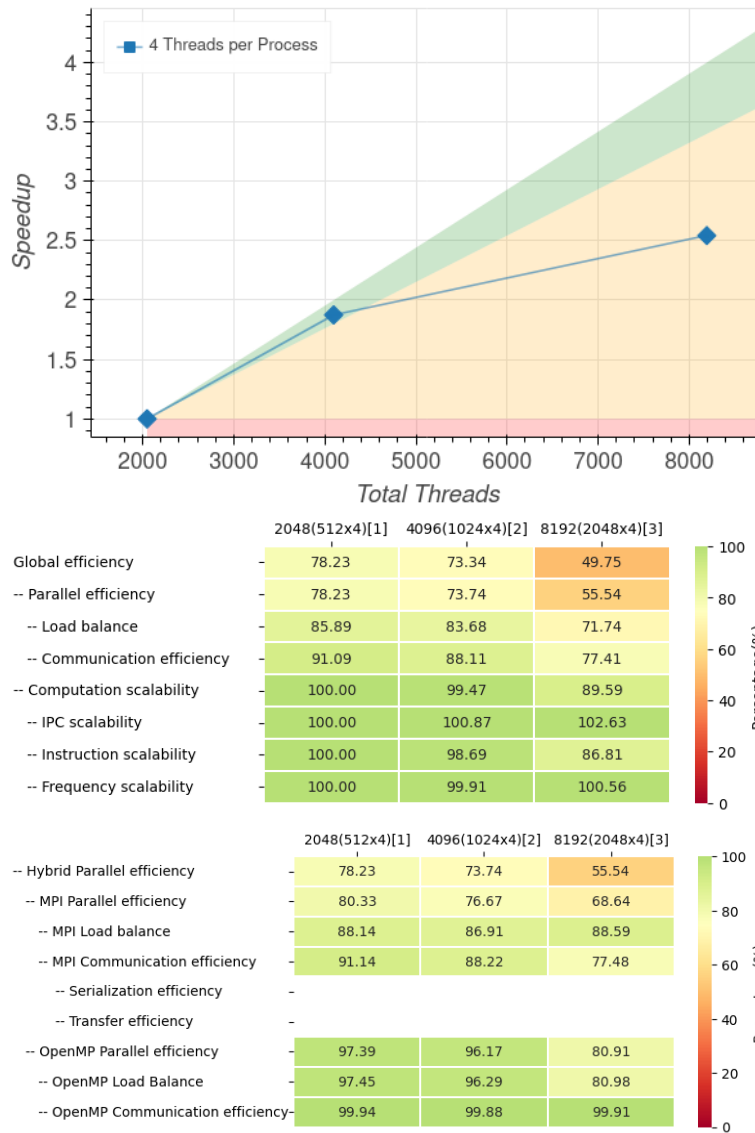 4 Threads per Process
4
3.5
3
2.5
2
1.5
1
Speedup
2000 3000 4000 5000 6000 7000 8000
Total Threads
2048(512x4)[1] 4096(1024x4)[2] 8192(2048x4)[3]
Global efficiency 78.23 73.34 49.75
-- Parallel efficiency 78.23 73.74 55.54
-- Load balance 85.89 83.68 71.74
-- Communication efficiency 91.09 88.11 77.41
-- Computation scalability 100.00 99.47 89.59
-- IPC scalability 100.00 100.87 102.63
-- Instruction scalability 100.00 98.69 86.81
-- Frequency scalability 100.00 99.91 100.56
100
80
60
40
20
0
2048(512x4)[1] 4096(1024x4)[2] 8192(2048x4)[3]
-- Hybrid Parallel efficiency 78.23 73.74 55.54
-- MPI Parallel efficiency 80.33 76.67 68.64
-- MPI Load balance 88.14 86.91 88.59
-- MPI Communication efficiency 91.14 88.22 77.48
-- Serialization efficiency
-- Transfer efficiency
-- OpenMP Parallel efficiency 97.39 96.17 80.91
-- OpenMP Load Balance 97.45 96.29 80.98
-- OpenMP Communication efficiency 99.94 99.88 99.91
100
80
60
40
20
0